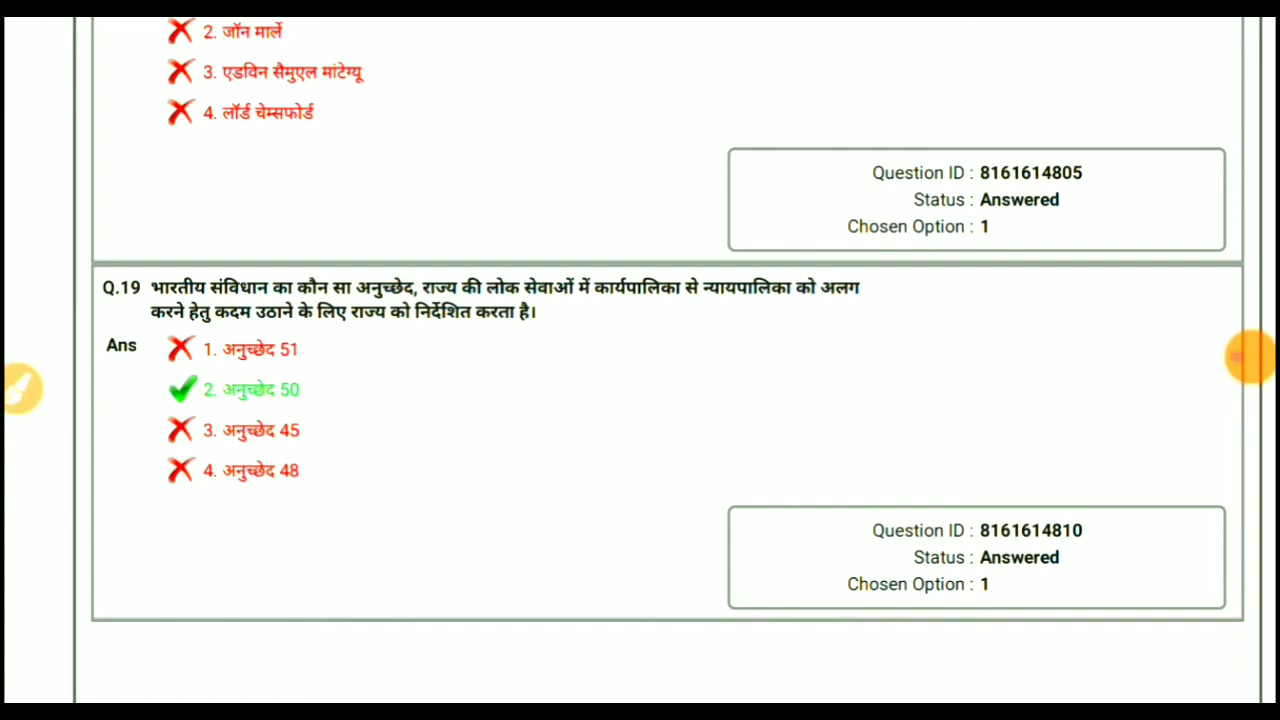 2. जॉन मार्ले
3. एडविन सैमुएल मांटेग्यू
4. लॉर्ड चेम्सफोर्ड
Question ID : 8161614805
Status : Answered
Chosen Option : 1
Q.19 भारतीय संविधान का कौन सा अनुच्छेद, राज्य की लोक सेवाओं में कार्यपालिका से न्यायपालिका को अलग
करने हेतु कदम उठाने के लिए राज्य को निर्देशित करता है।
Ans 1. अनुच्छेद 51
2. अनुच्छेद 50
3. अनुच्छेद 45
4. अनुच्छेद 48
Question ID : 8161614810
Status : Answered
Chosen Option : 1